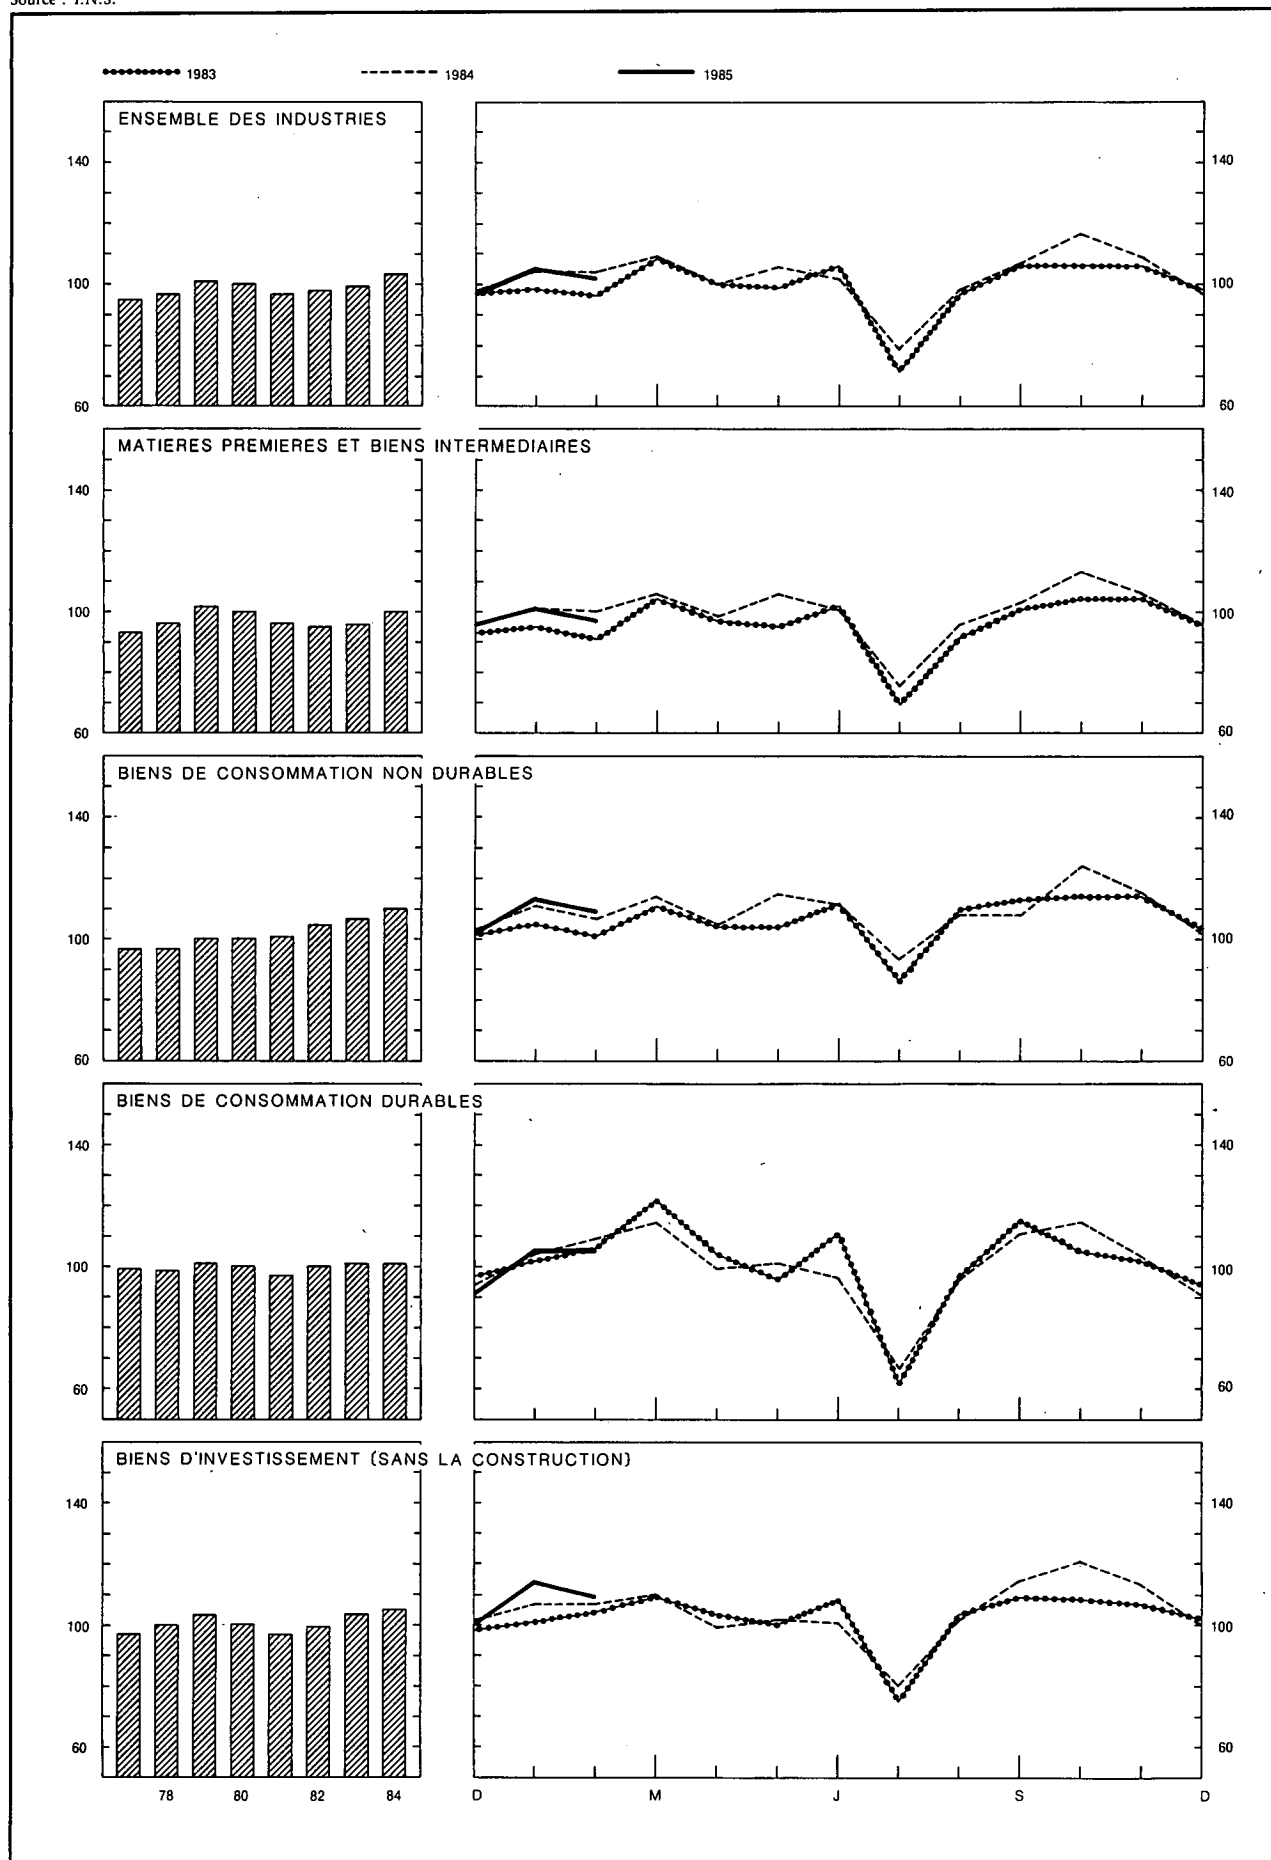 Source : I.N.S.
1983 1984 1985
ENSEMBLE DES INDUSTRIES
140 140
100 100
60 60
MATIERES PREMIERES ET BIENS INTERMEDIAIRES
140 140
100 100
60 60
BIENS DE CONSOMMATION NON DURABLES
140 140
100 100
60 60
BIENS DE CONSOMMATION DURABLES
140 140
100 100
60 60
BIENS D'INVESTISSEMENT (SANS LA CONSTRUCTION)
140 140
100 100
60 60
78 80 82 84 D M J S D